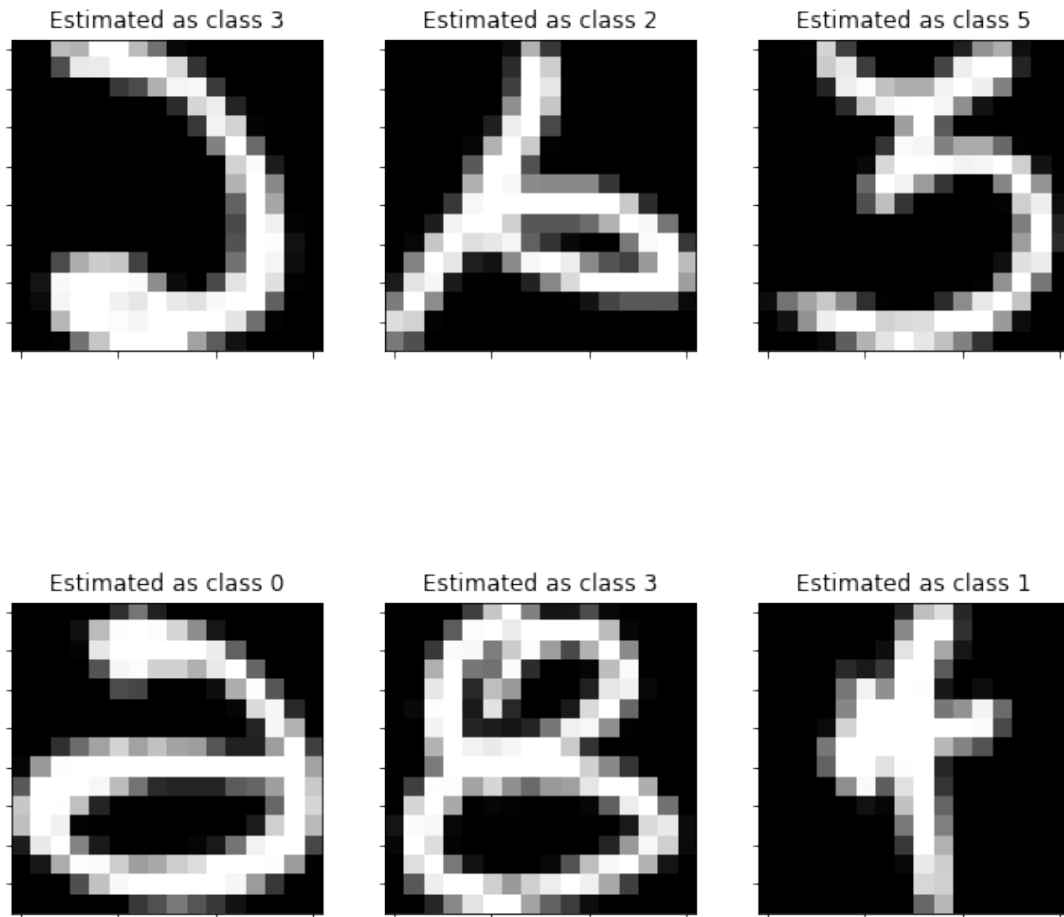 Estimated as class 3
Estimated as class 2
Estimated as class 5
Estimated as class 0
Estimated as class 3
Estimated as class 1